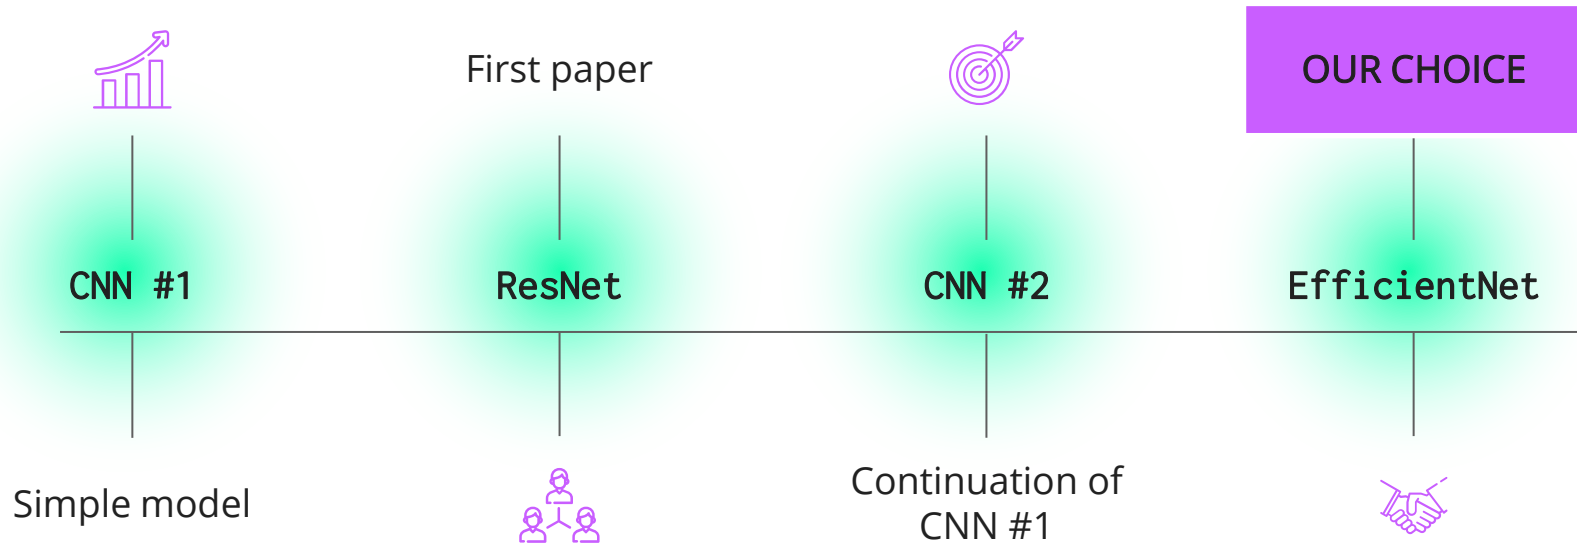 First paper
OUR CHOICE
CNN #1
ResNet
CNN #2
EfficientNet
Simple model
Continuation of
CNN #1